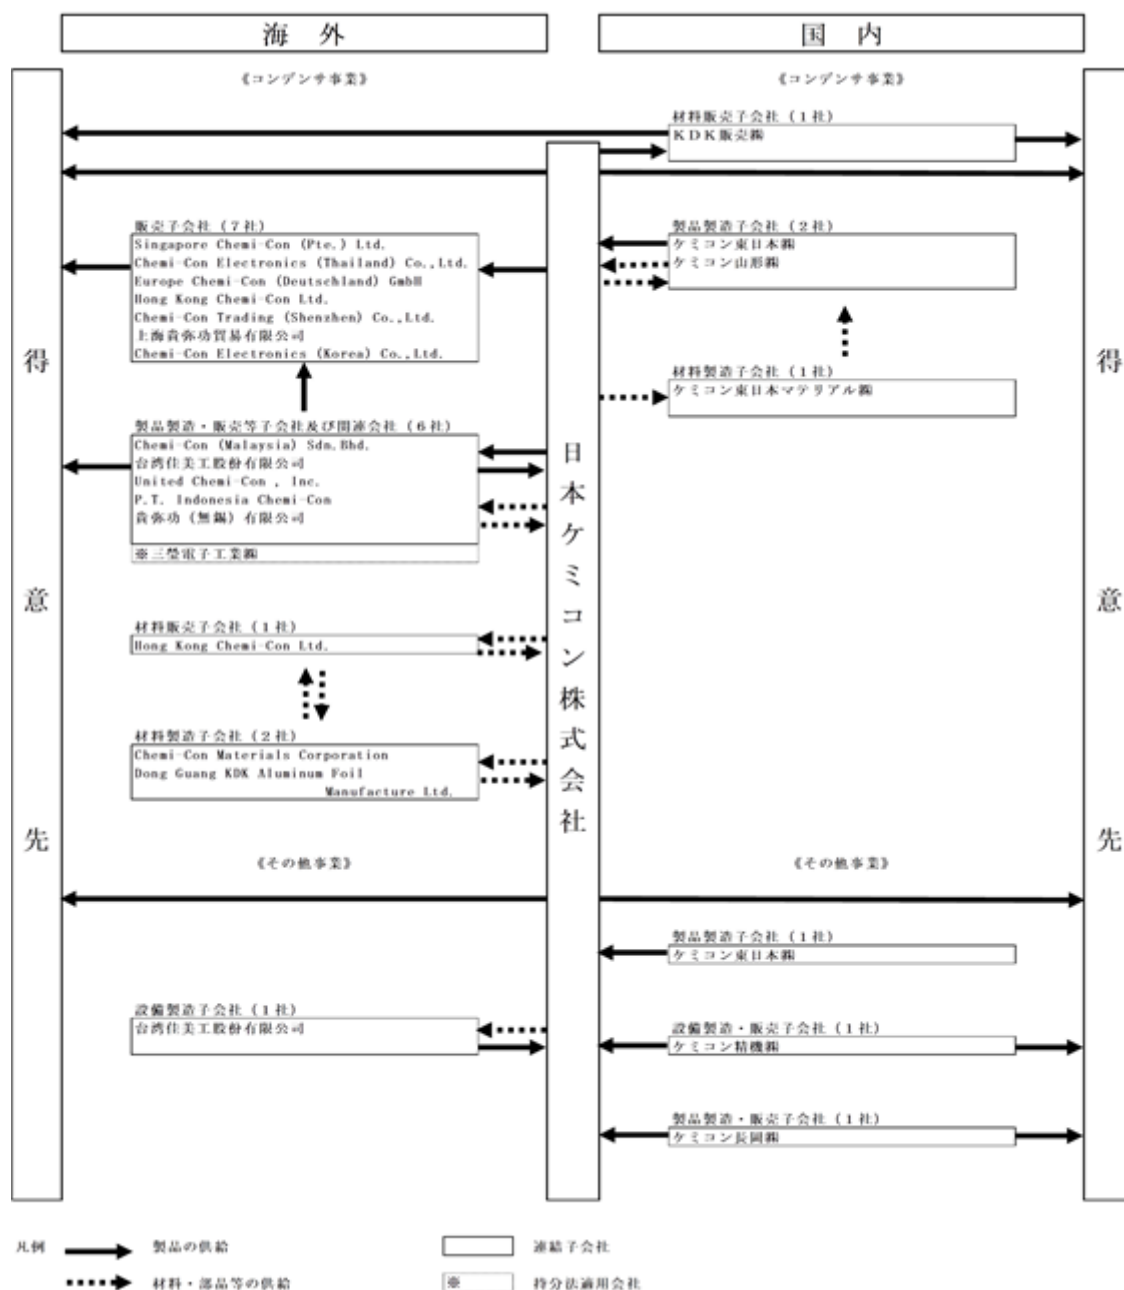 海外
国内
《コンデンサ事業》
《コンデンサ事業》
材料販売子会社（1社）
KDK販売㈱
販売子会社（7社）
Singapore Chemi-Con (Pte.) Ltd.
Chemi-Con Electronics (Thailand) Co.,Ltd.
Europe Chemi-Con (Deutschland) GmbH
Hong Kong Chemi-Con Ltd.
Chemi-Con Trading (Shenzhen) Co.,Ltd.
上海貴弥功貿易有限公司
Chemi-Con Electronics (Korea) Co.,Ltd.
製品製造子会社（2社）
ケミコン東日本㈱
ケミコン山形㈱
材料製造子会社（1社）
ケミコン東日本マテリアル㈱
製品製造・販売等子会社及び関連会社（6社）
Chemi-Con (Malaysia) Sdn.Bhd.
台湾佳美工股份有限公司
United Chemi-Con , Inc.
P.T. Indonesia Chemi-Con
貴弥功（無錫）有限公司
※三瑩電子工業㈱
得意先
日本ケミコン株式会社
得意先
材料販売子会社（1社）
Hong Kong Chemi-Con Ltd.
材料製造子会社（2社）
Chemi-Con Materials Corporation
Dong Guang KDK Aluminum Foil
Manufacture Ltd.
《その他事業》
《その他事業》
製品製造子会社（1社）
ケミコン東日本㈱
設備製造子会社（1社）
台湾佳美工股份有限公司
設備製造・販売子会社（1社）
ケミコン精機㈱
製品製造・販売子会社（1社）
ケミコン長岡㈱
凡例
製品の供給
連結子会社
材料・部品等の供給
※
持分法適用会社